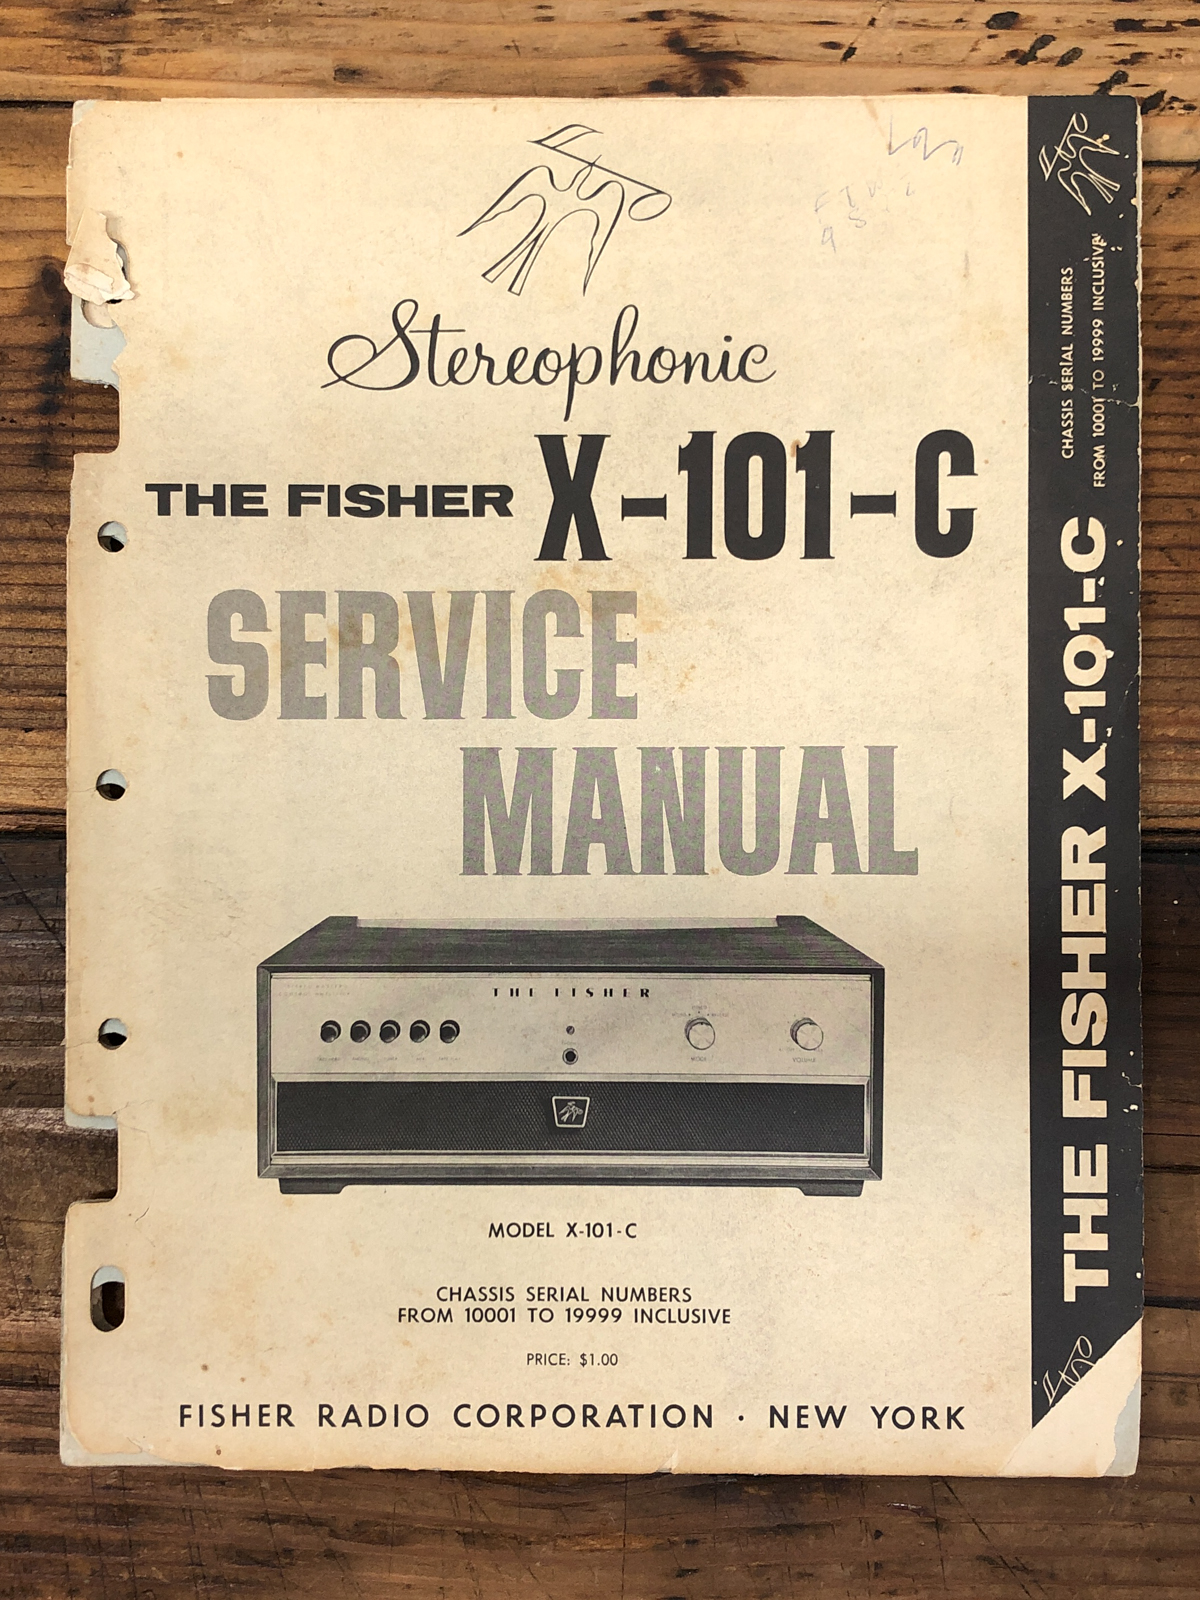 Stereophonic
THE FISHER X-101-C
SERVICE
MANUAL
THE FISHER
MODE
VOLUME
MODEL X-101-C
CHASSIS SERIAL NUMBERS
FROM 10001 TO 19999 INCLUSIVE
PRICE: $1.00
FISHER RADIO CORPORATION · NEW YORK
THE FISHER X-101-C
CHASSIS SERIAL NUMBERS
FROM 10001 TO 19999 INCLUSIVE